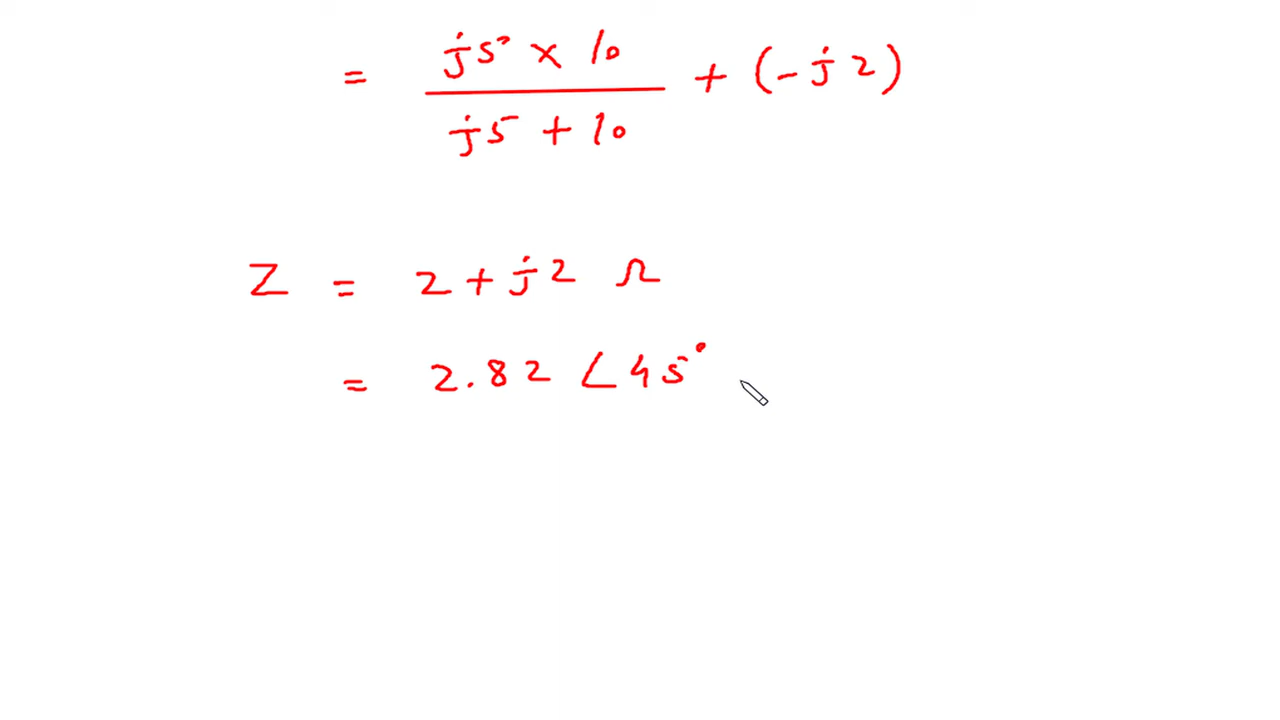 = (j5 × 10) / (j5 + 10) + (-j2)
Z = 2 + j2 Ω
= 2.82 ∠45°